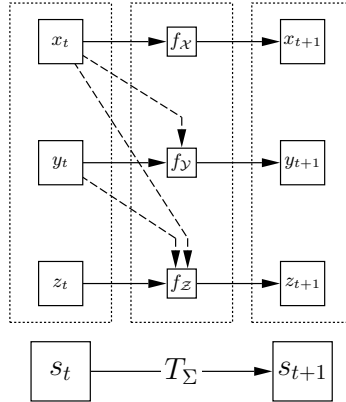 x_t f_𝒳 x_{t+1}
y_t f_𝒴 y_{t+1}
z_t f_𝒵 z_{t+1}
s_t T_Σ s_{t+1}